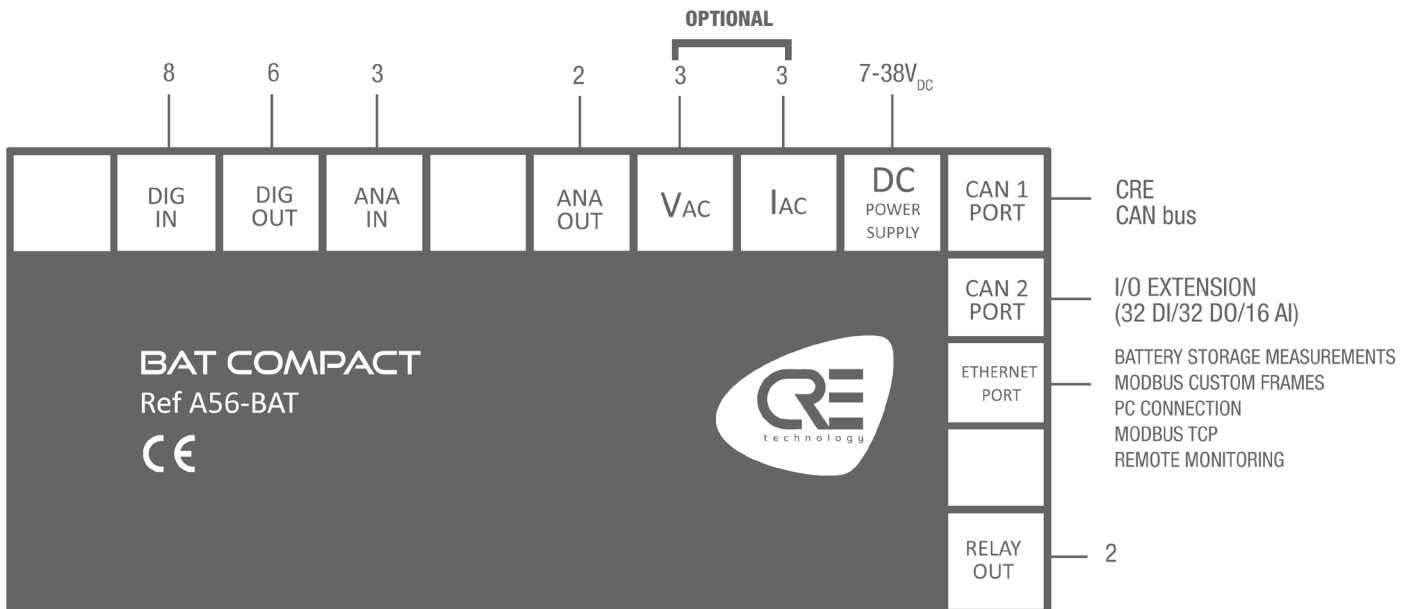 OPTIONAL
8
6
3
2
3
3
7-38VDC
DIG
IN
DIG
OUT
ANA
IN
ANA
OUT
VAC
IAC
DC
POWER
SUPPLY
CAN 1
PORT
CRE
CAN bus
CAN 2
PORT
I/O EXTENSION
(32 DI/32 DO/16 AI)
ETHERNET
PORT
BATTERY STORAGE MEASUREMENTS
MODBUS CUSTOM FRAMES
PC CONNECTION
MODBUS TCP
REMOTE MONITORING
BAT COMPACT
Ref A56-BAT
CE
CRE
technology
RELAY
OUT
2